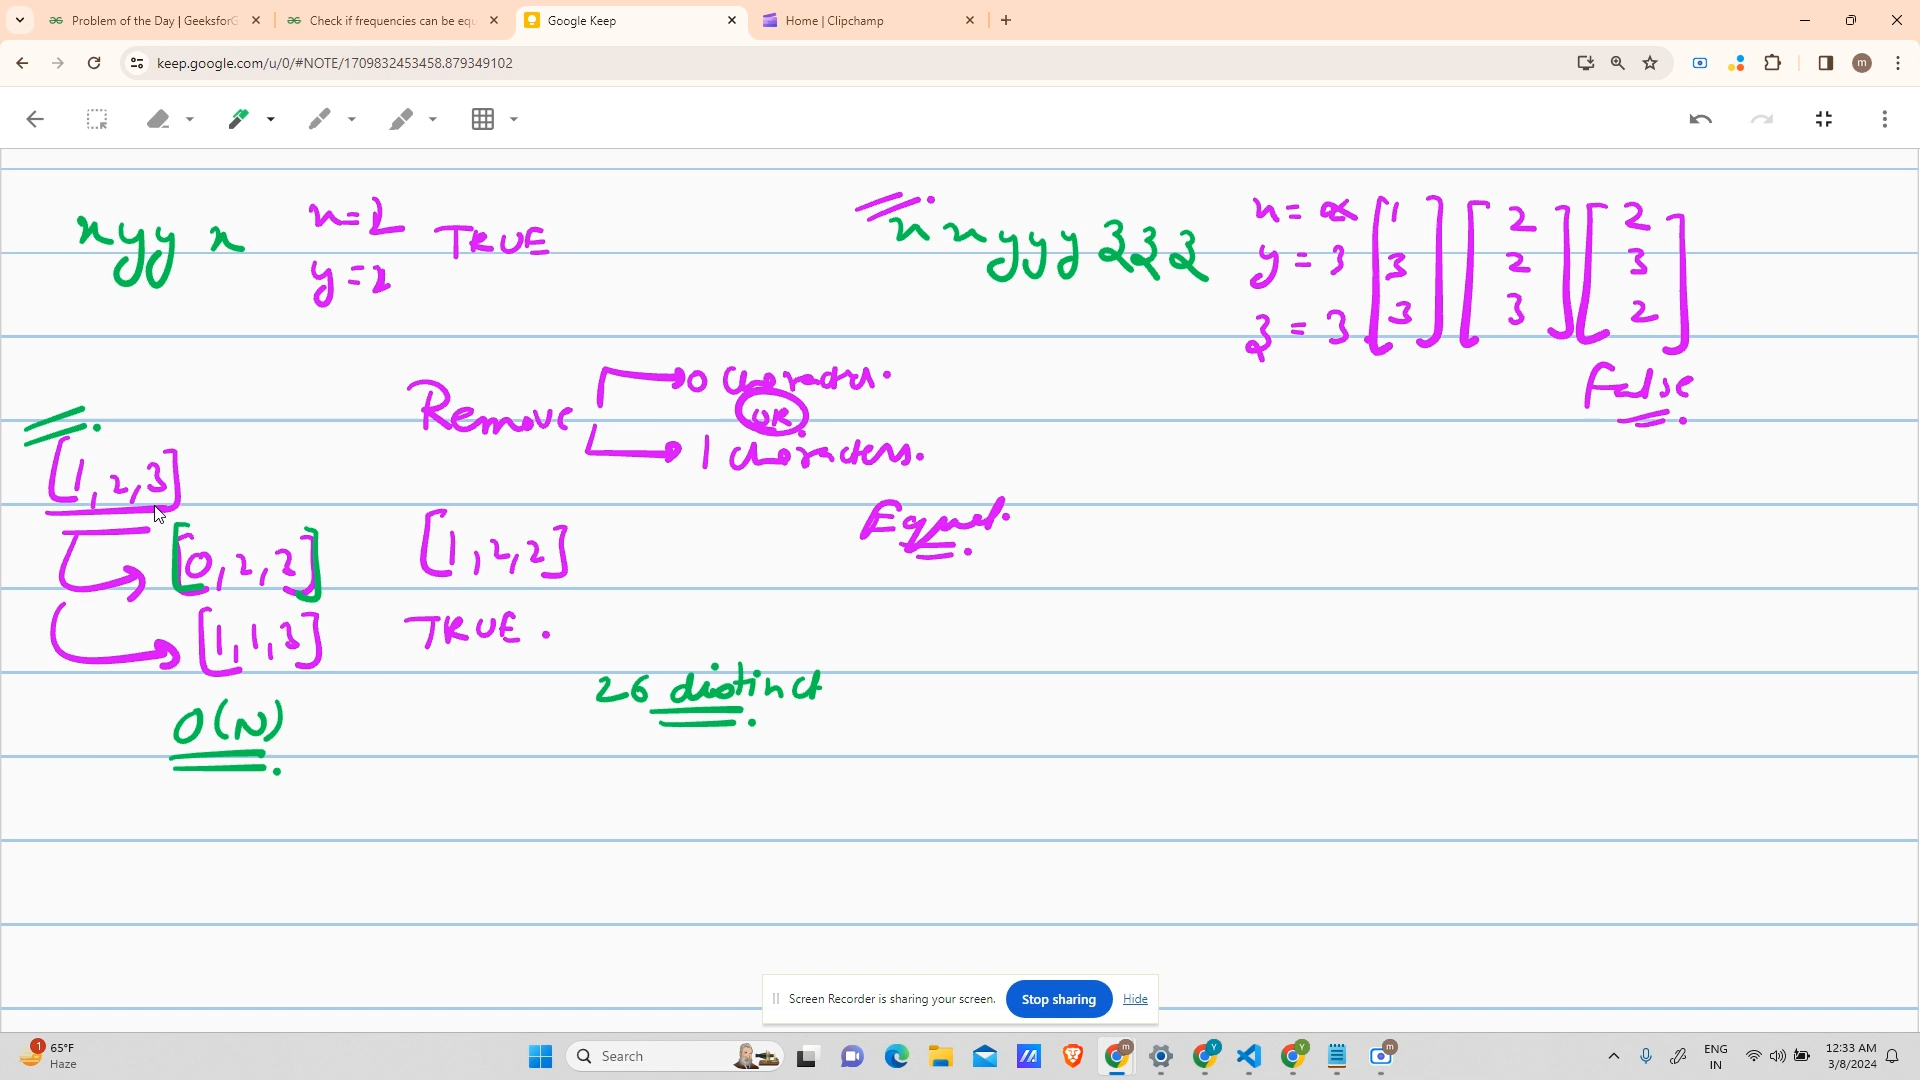 Problem of the Day | GeeksforG
Check if frequencies can be equ
Google Keep
Home | Clipchamp
keep.google.com/u/0/#NOTE/1709832453458.879349102
m
xyy x
x=2
y=2
TRUE
x x yyy zzz
x = 2
y = 3
z = 3
[1 3 3]
[2 2 3]
[2 3 2]
False
Remove
0 characters.
OR
1 characters.
Equal.
[1,2,3]
[0,2,2]
[1,1,3]
O(N)
[1,2,2]
TRUE.
26 distinct
Screen Recorder is sharing your screen.
Stop sharing
Hide
1
65°F
Haze
Search
m
Y
Y
m
ENG
IN
12:33 AM
3/8/2024